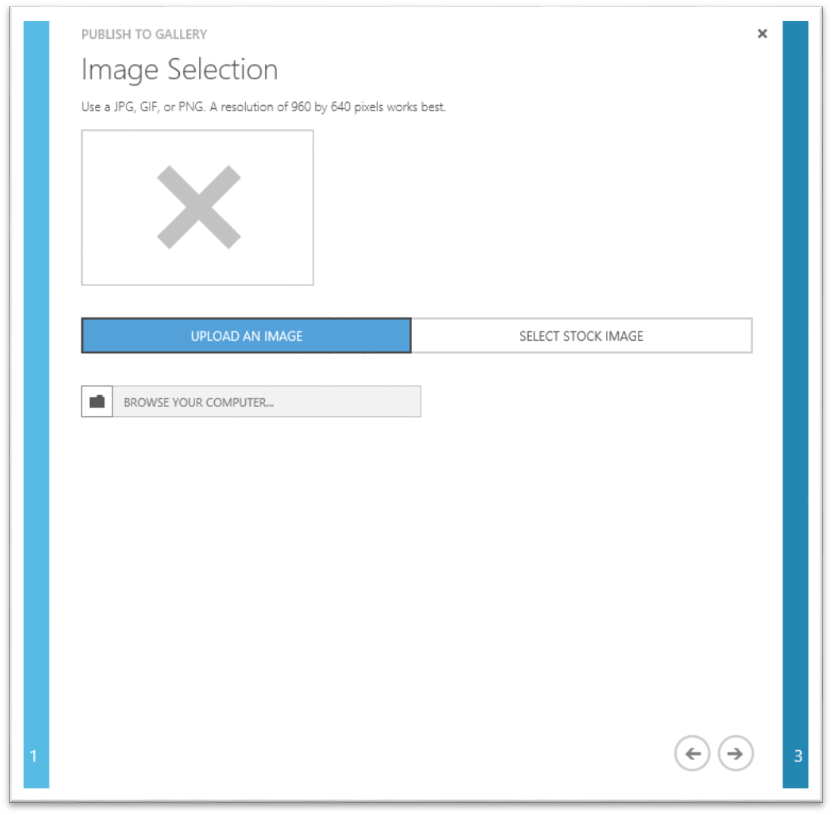 PUBLISH TO GALLERY
Image Selection
Use a JPG, GIF, or PNG. A resolution of 960 by 640 pixels works best.
UPLOAD AN IMAGE
SELECT STOCK IMAGE
BROWSE YOUR COMPUTER...
1
3